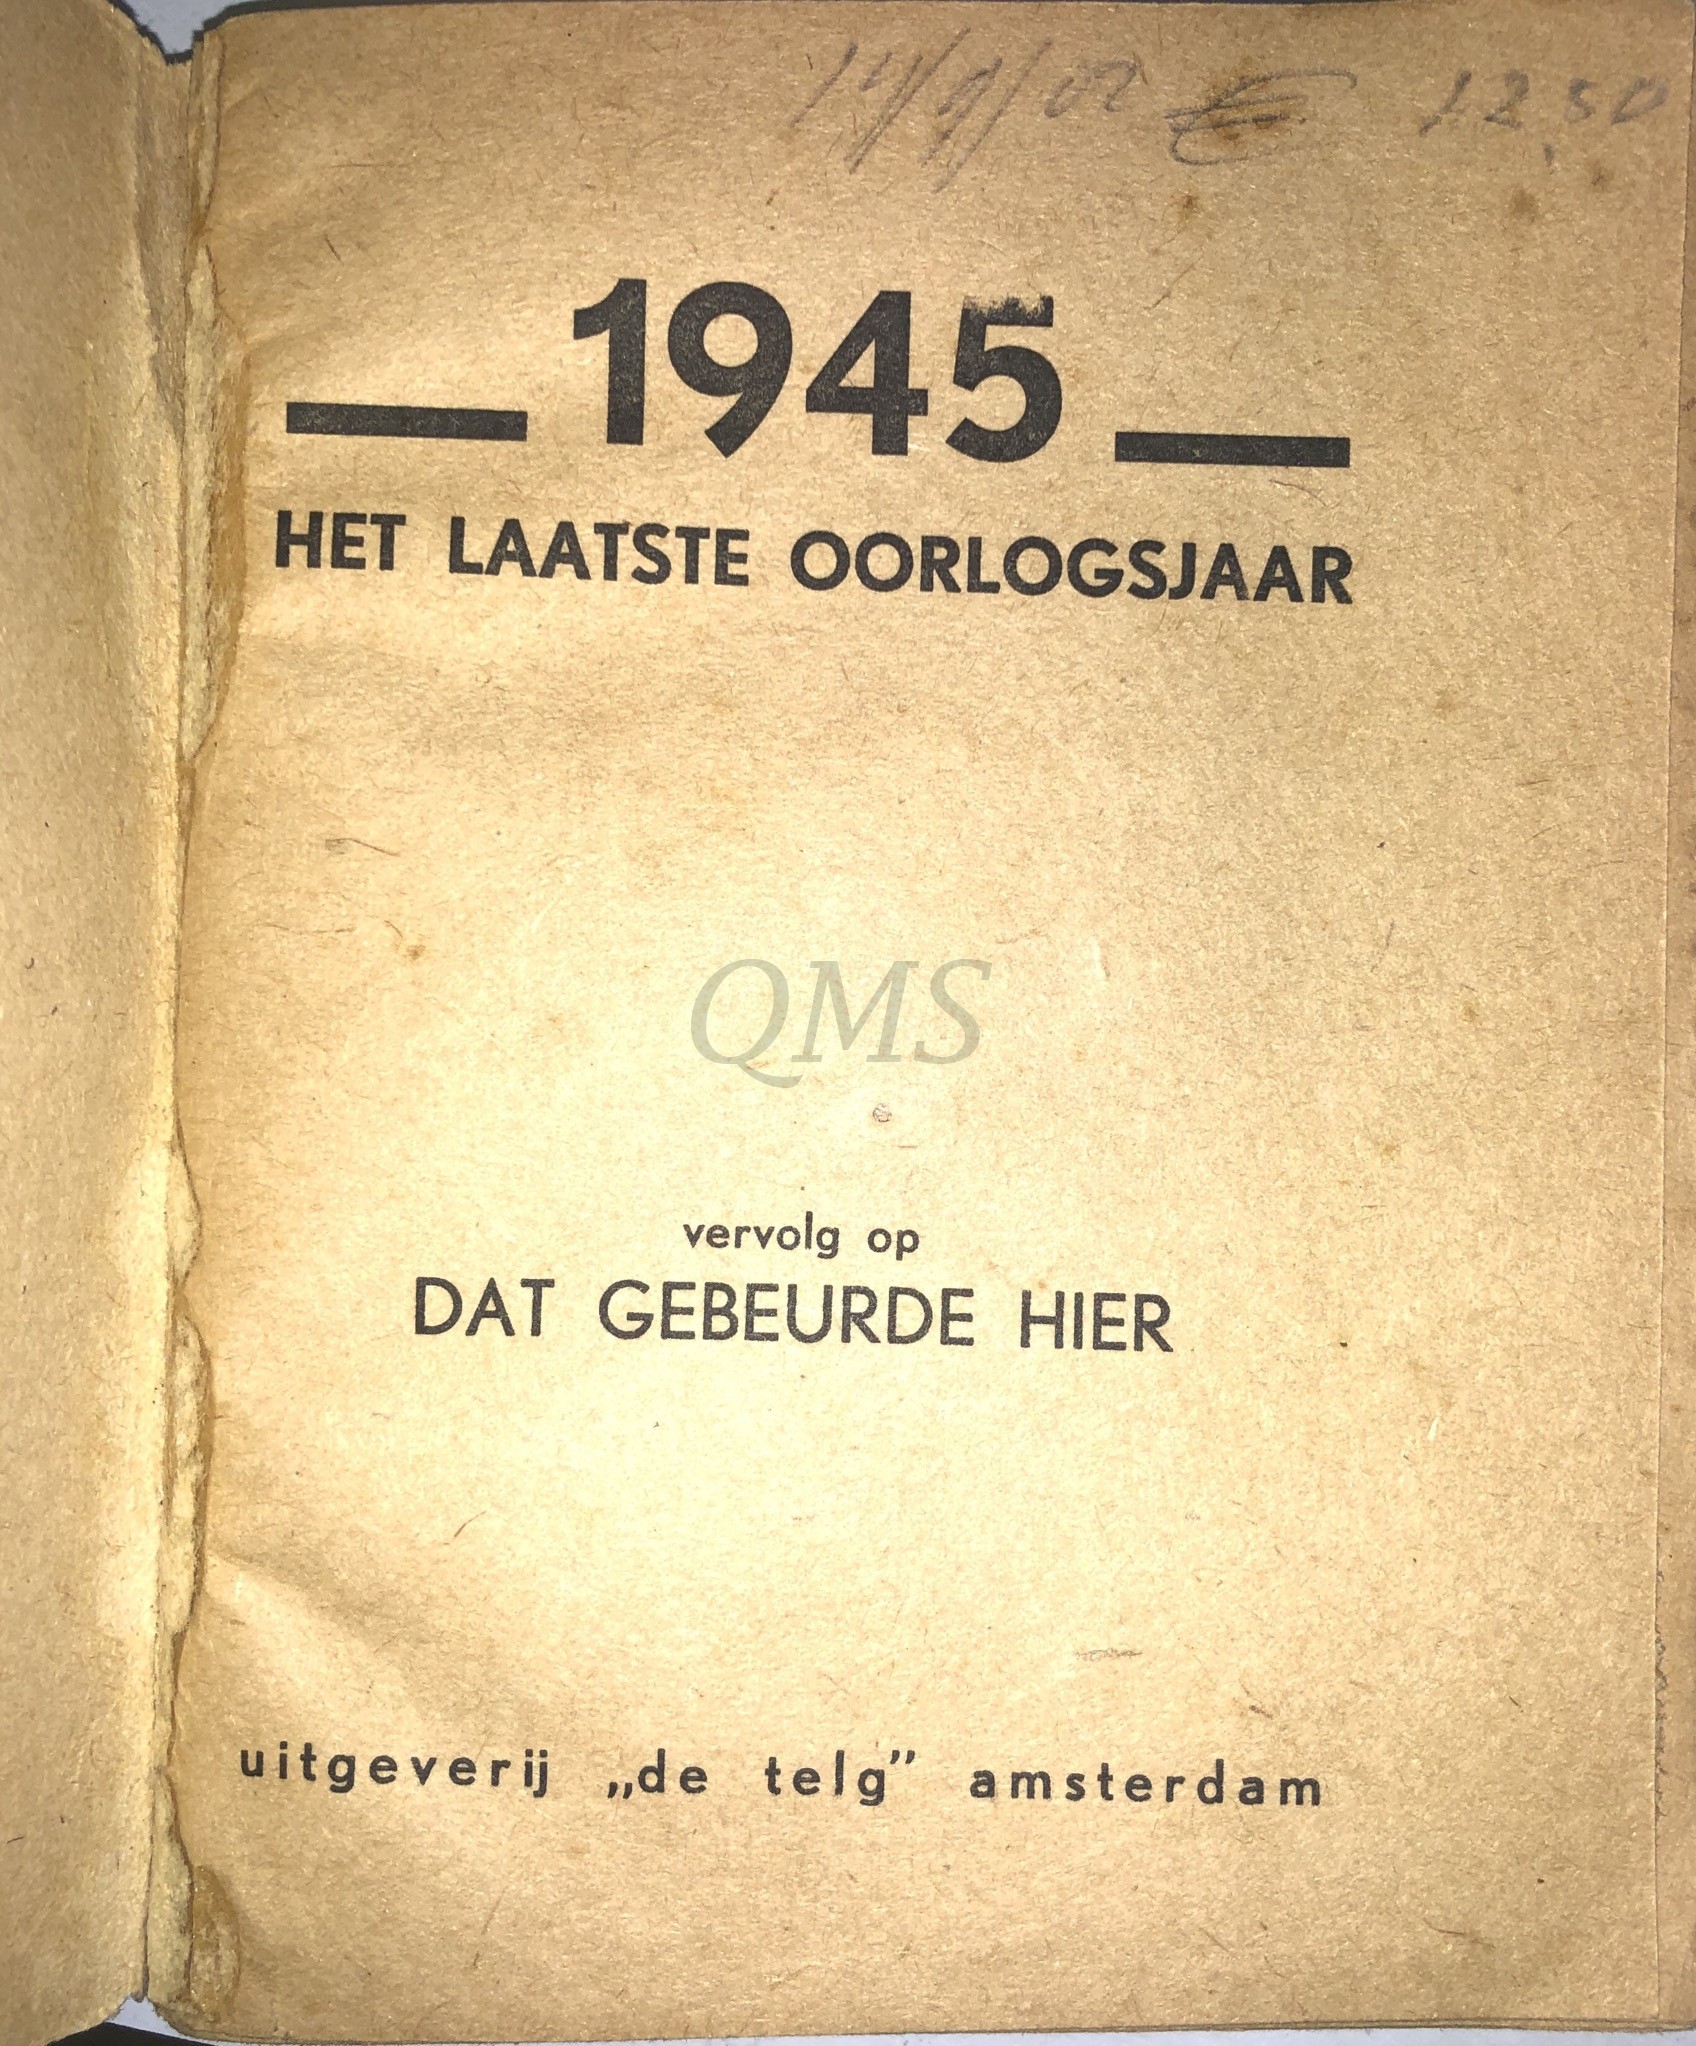 14/9/02 € 12,50
1945
HET LAATSTE OORLOGSJAAR
QMS
vervolg op
DAT GEBEURDE HIER
uitgeverij „de telg” amsterdam